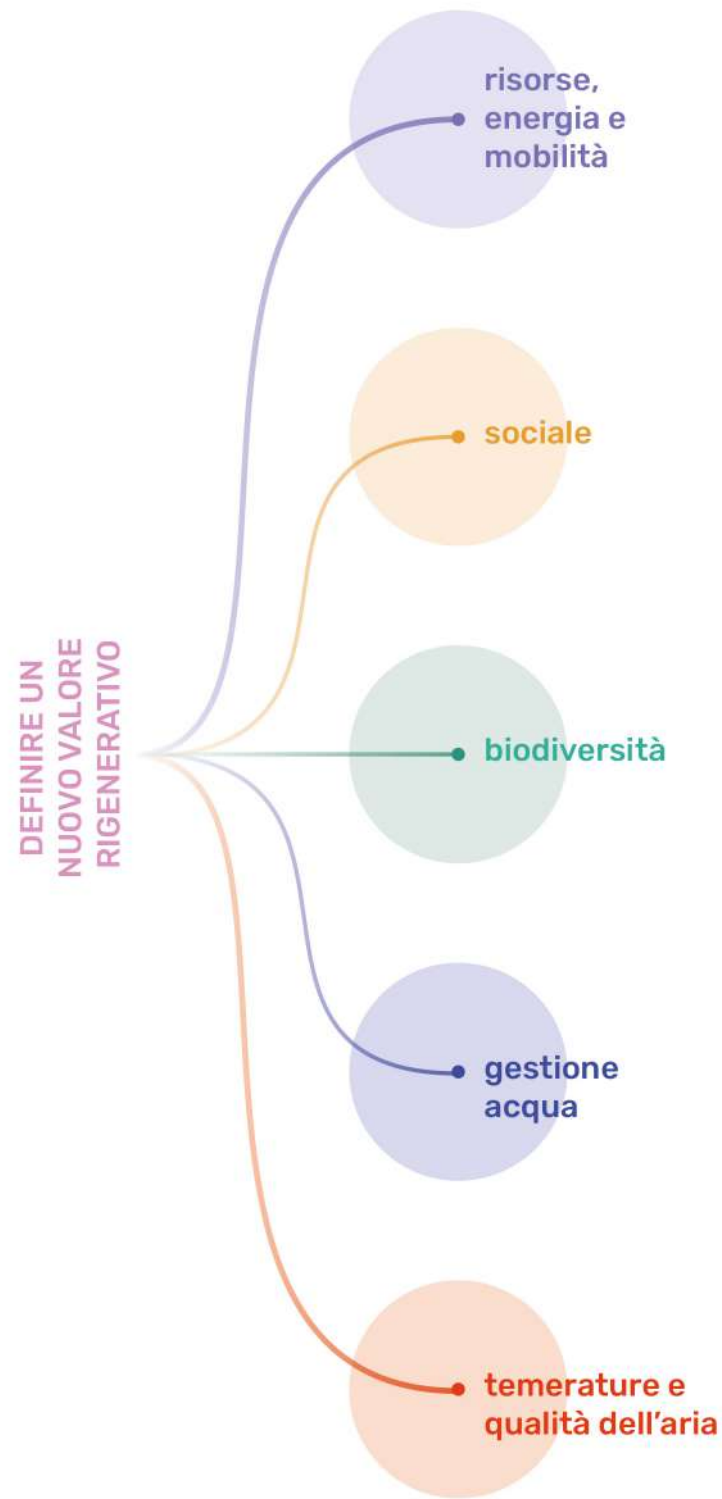 DEFINIRE UN
NUOVO VALORE
RIGENERATIVO
risorse,
energia e
mobilità
sociale
biodiversità
gestione
acqua
temerature e
qualità dell'aria